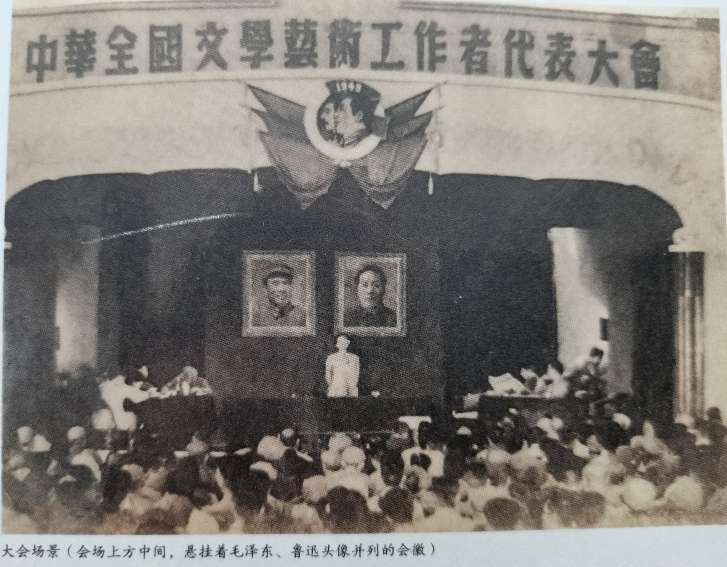 中華全國文學藝術工作者代表大會
1949
大会场景（会场上方中间，悬挂着毛泽东、鲁迅头像并列的会徽）